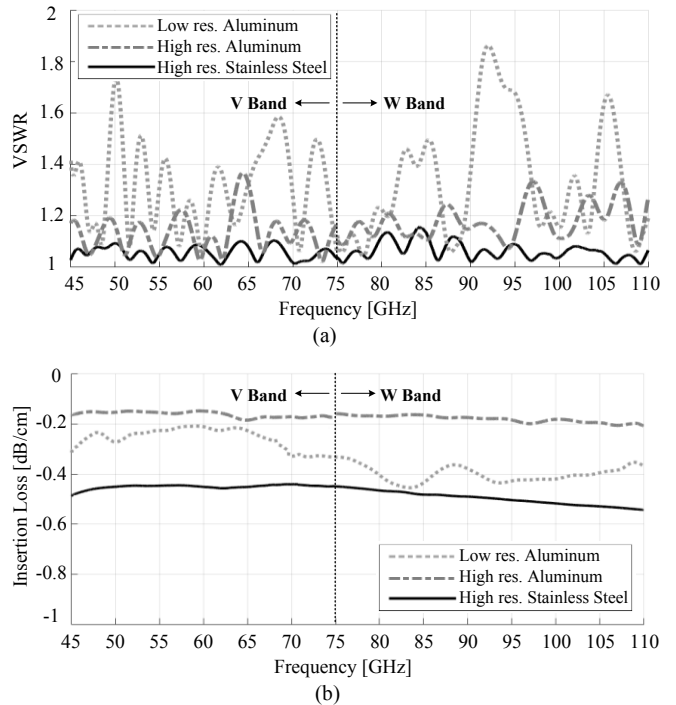 2
1.8
1.6
1.4
1.2
1
VSWR
Low res. Aluminum
High res. Aluminum
High res. Stainless Steel
V Band
W Band
45 50 55 60 65 70 75 80 85 90 95 100 105 110
Frequency [GHz]
(a)
0
-0.2
-0.4
-0.6
-0.8
-1
Insertion Loss [dB/cm]
V Band
W Band
Low res. Aluminum
High res. Aluminum
High res. Stainless Steel
45 50 55 60 65 70 75 80 85 90 95 100 105 110
Frequency [GHz]
(b)